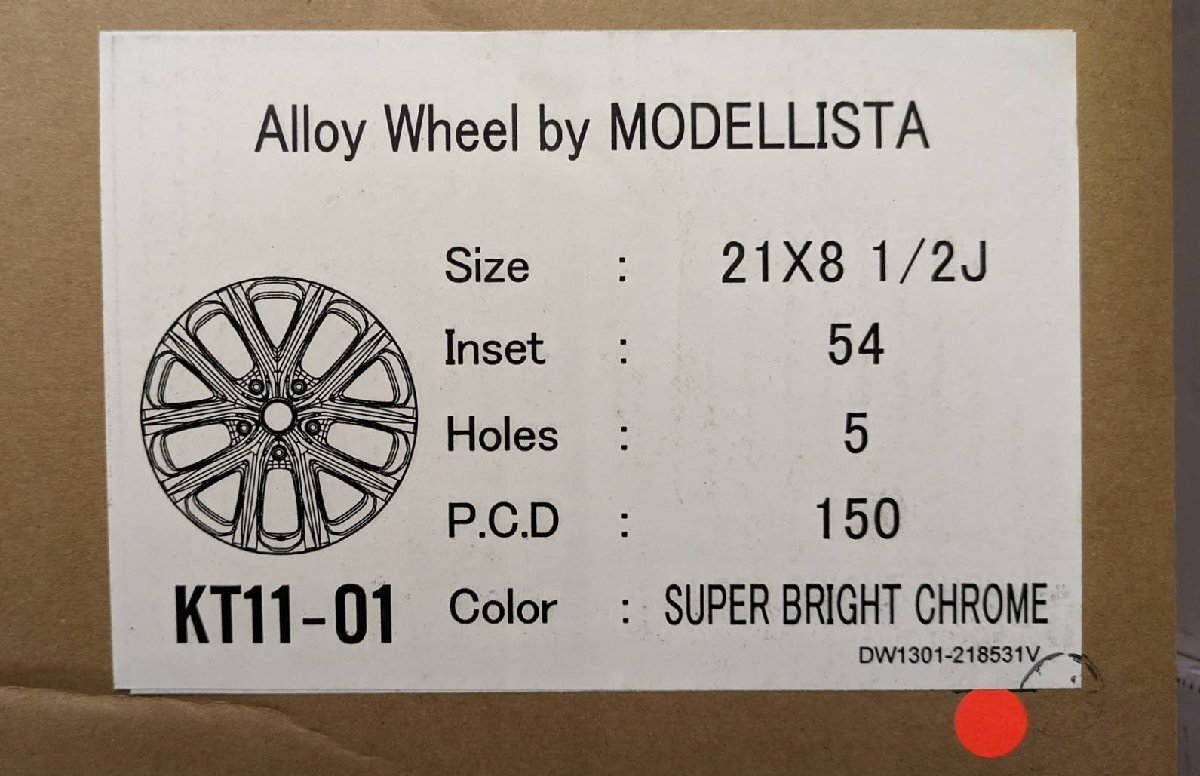 Alloy Wheel by MODELLISTA
Size : 21X8 1/2J
Inset : 54
Holes : 5
P.C.D : 150
KT11-01
Color : SUPER BRIGHT CHROME
DW1301-218531V